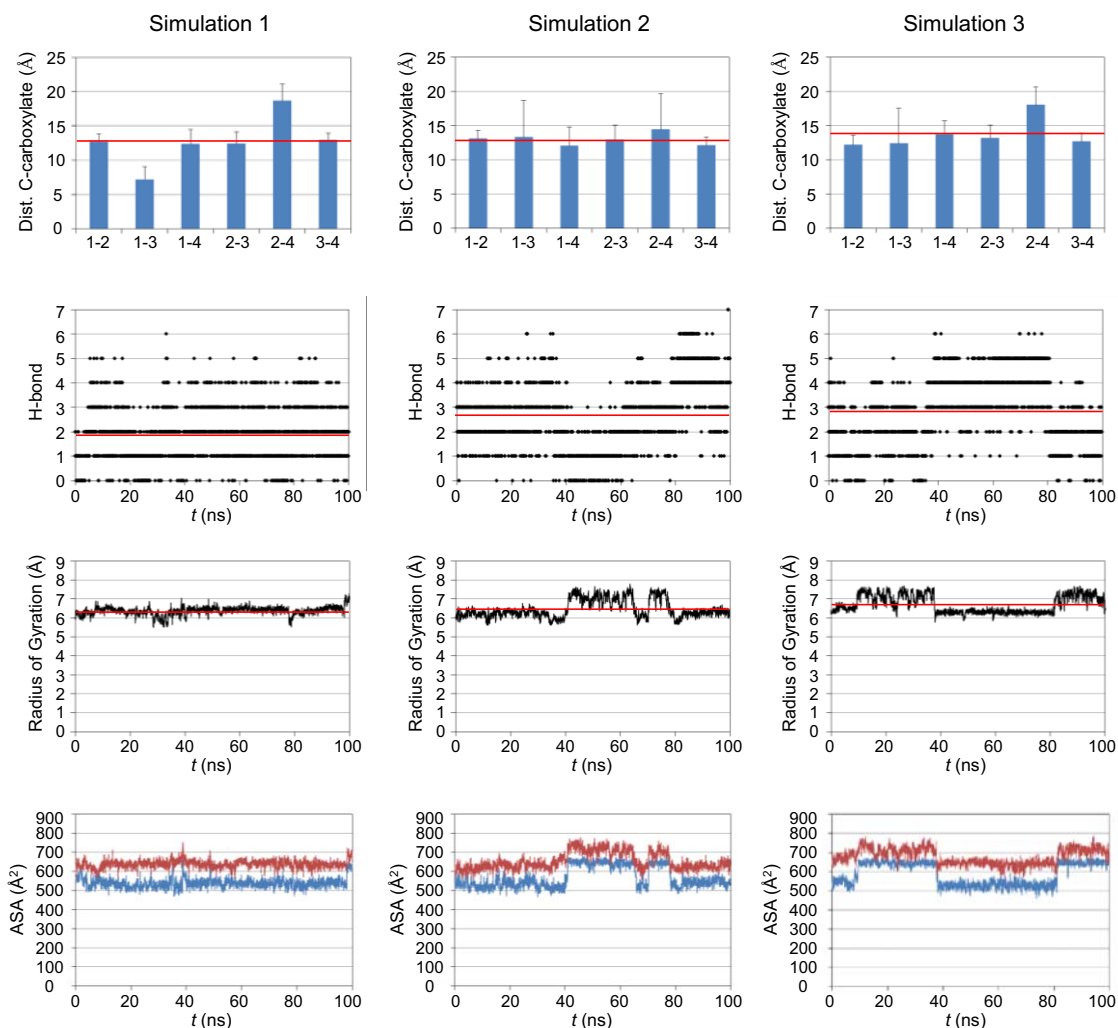 Simulation 1 Simulation 2 Simulation 3
Dist. C-carboxylate (Å) Dist. C-carboxylate (Å) Dist. C-carboxylate (Å)
25 25 25
20 20 20
15 15 15
10 10 10
5 5 5
0 0 0
1-2 1-3 1-4 2-3 2-4 3-4 1-2 1-3 1-4 2-3 2-4 3-4 1-2 1-3 1-4 2-3 2-4 3-4
H-bond H-bond H-bond
7 7 7
6 6 6
5 5 5
4 4 4
3 3 3
2 2 2
1 1 1
0 0 0
0 20 40 60 80 100 0 20 40 60 80 100 0 20 40 60 80 100
t (ns) t (ns) t (ns)
Radius of Gyration (Å) Radius of Gyration (Å) Radius of Gyration (Å)
9 9 9
8 8 8
7 7 7
6 6 6
5 5 5
4 4 4
3 3 3
2 2 2
1 1 1
0 0 0
0 20 40 60 80 100 0 20 40 60 80 100 0 20 40 60 80 100
t (ns) t (ns) t (ns)
ASA (Å²) ASA (Å²) ASA (Å²)
900 900 900
800 800 800
700 700 700
600 600 600
500 500 500
400 400 400
300 300 300
200 200 200
100 100 100
0 0 0
0 20 40 60 80 100 0 20 40 60 80 100 0 20 40 60 80 100
t (ns) t (ns) t (ns)